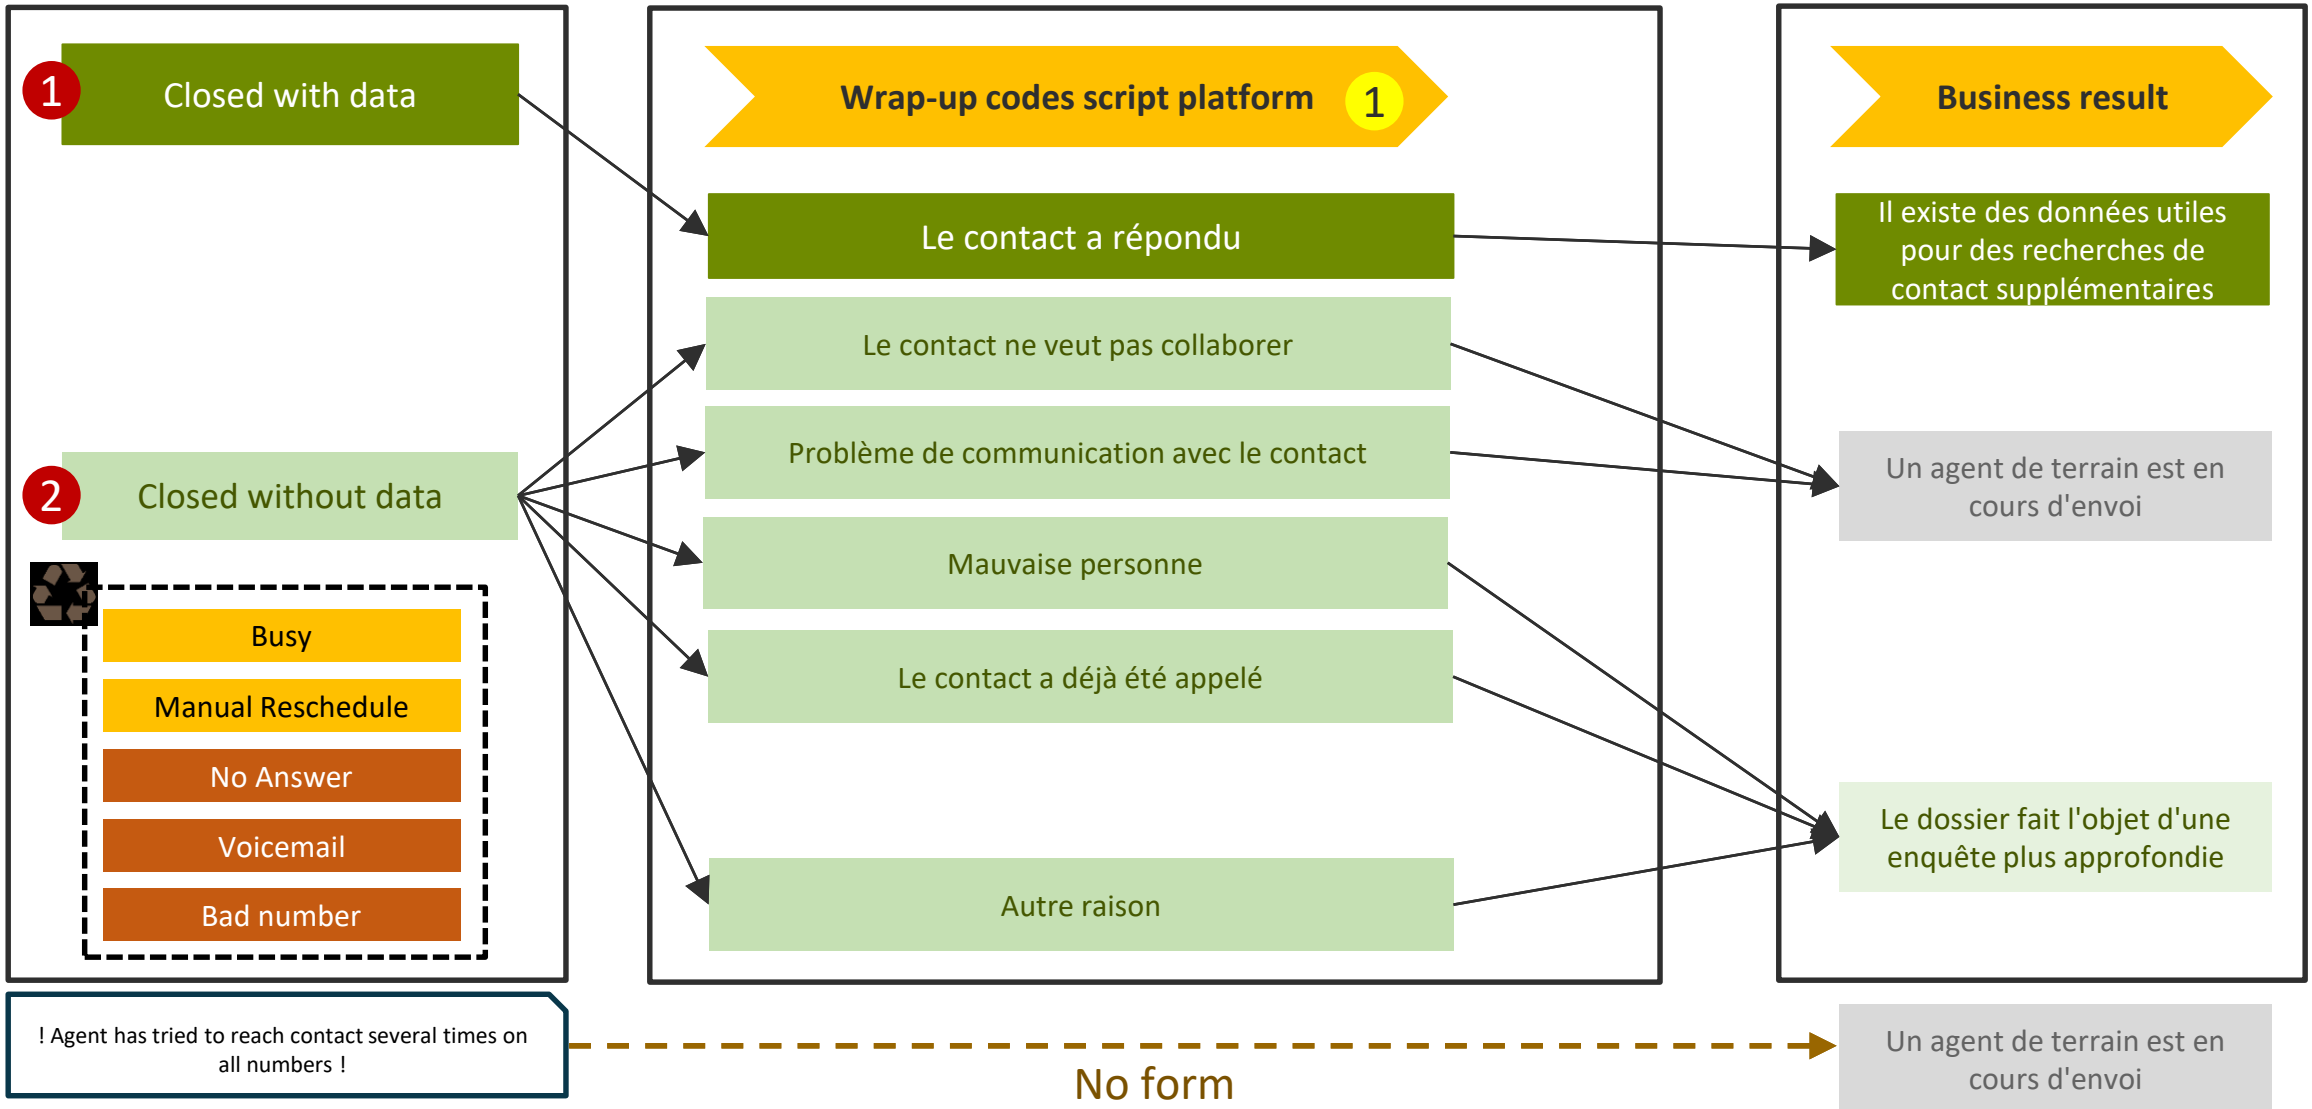 1
Closed with data
2
Closed without data
Busy
Manual Reschedule
No Answer
Voicemail
Bad number
! Agent has tried to reach contact several times on
all numbers !
Wrap-up codes script platform
1
Le contact a répondu
Le contact ne veut pas collaborer
Problème de communication avec le contact
Mauvaise personne
Le contact a déjà été appelé
Autre raison
No form
Business result
Il existe des données utiles
pour des recherches de
contact supplémentaires
Un agent de terrain est en
cours d'envoi
Le dossier fait l'objet d'une
enquête plus approfondie
Un agent de terrain est en
cours d'envoi